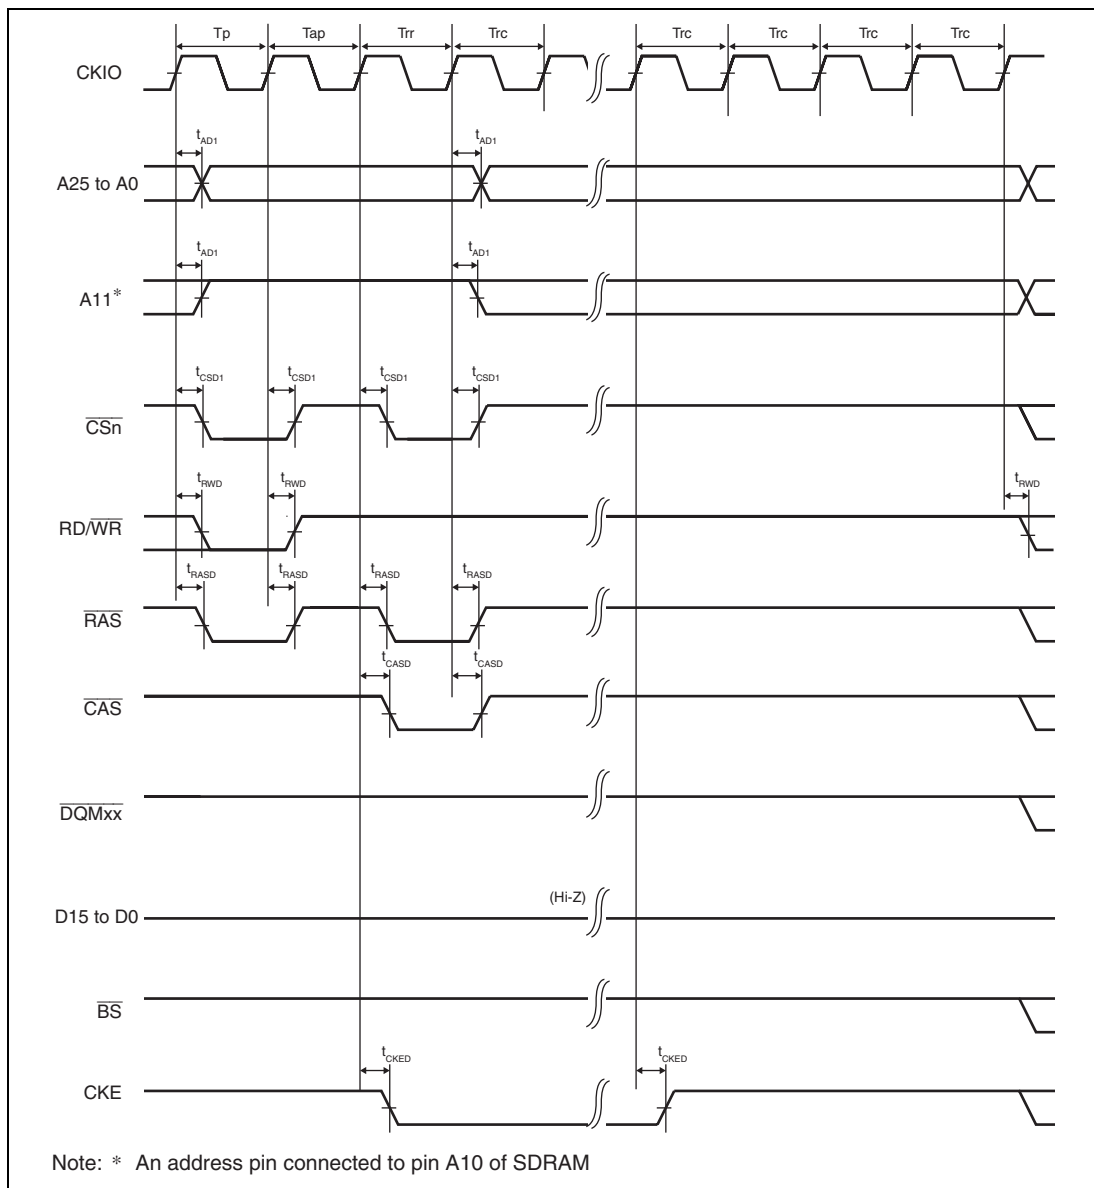 Tp Tap Trr Trc Trc Trc Trc Trc
CKIO
tAD1 tAD1
A25 to A0
tAD1 tAD1
A11*
tCSD1 tCSD1 tCSD1 tCSD1
CSn
tRWD tRWD tRWD
RD/WR
tRASD tRASD tRASD tRASD
RAS
tCASD tCASD
CAS
DQMxx
(Hi-Z)
D15 to D0
BS
tCKED tCKED
CKE
Note: * An address pin connected to pin A10 of SDRAM